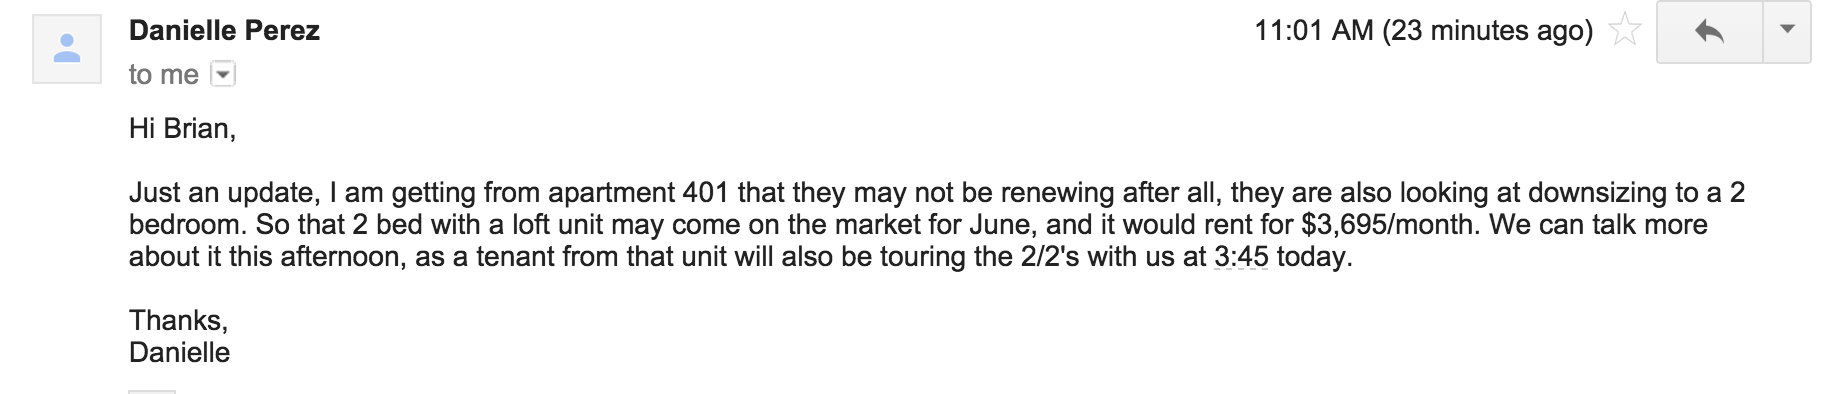 Danielle Perez
11:01 AM (23 minutes ago)
to me
Hi Brian,
Just an update, I am getting from apartment 401 that they may not be renewing after all, they are also looking at downsizing to a 2
bedroom. So that 2 bed with a loft unit may come on the market for June, and it would rent for $3,695/month. We can talk more
about it this afternoon, as a tenant from that unit will also be touring the 2/2's with us at 3:45 today.
Thanks,
Danielle